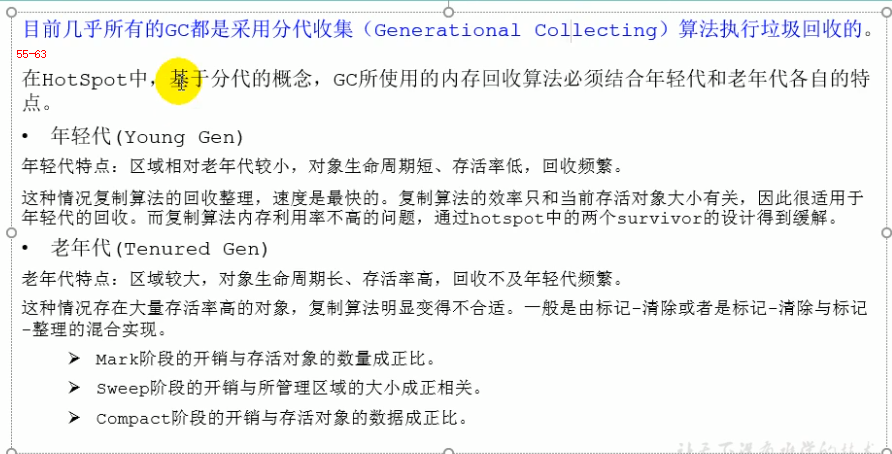 目前几乎所有的GC都是采用分代收集（Generational Collecting）算法执行垃圾回收的。
55-63
在HotSpot中，基于分代的概念，GC所使用的内存回收算法必须结合年轻代和老年代各自的特
点。
• 年轻代(Young Gen)
年轻代特点：区域相对老年代较小，对象生命周期短、存活率低，回收频繁。
这种情况复制算法的回收整理，速度是最快的。复制算法的效率只和当前存活对象大小有关，因此很适用于
年轻代的回收。而复制算法内存利用率不高的问题，通过hotspot中的两个survivor的设计得到缓解。
• 老年代(Tenured Gen)
老年代特点：区域较大，对象生命周期长、存活率高，回收不及年轻代频繁。
这种情况存在大量存活率高的对象，复制算法明显变得不合适。一般是由标记-清除或者是标记-清除与标记
-整理的混合实现。
➢ Mark阶段的开销与存活对象的数量成正比。
➢ Sweep阶段的开销与所管理区域的大小成正相关。
➢ Compact阶段的开销与存活对象的数据成正比。